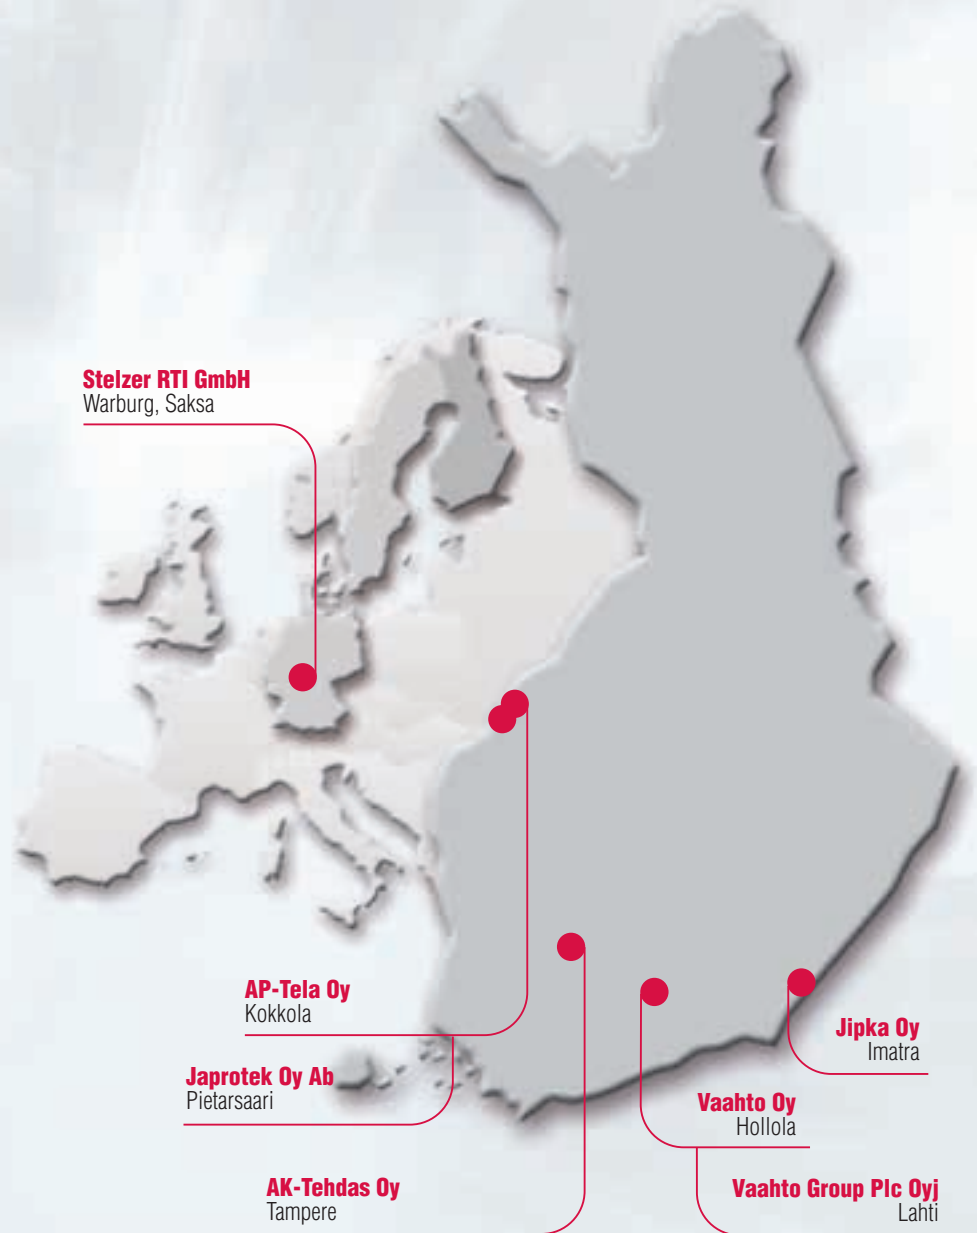 Stelzer RTI GmbH
Warburg, Saksa
AP-Tela Oy
Kokkola
Japrotek Oy Ab
Pietarsaari
AK-Tehdas Oy
Tampere
Jipka Oy
Imatra
Vaahto Oy
Hollola
Vaahto Group Plc Oyj
Lahti